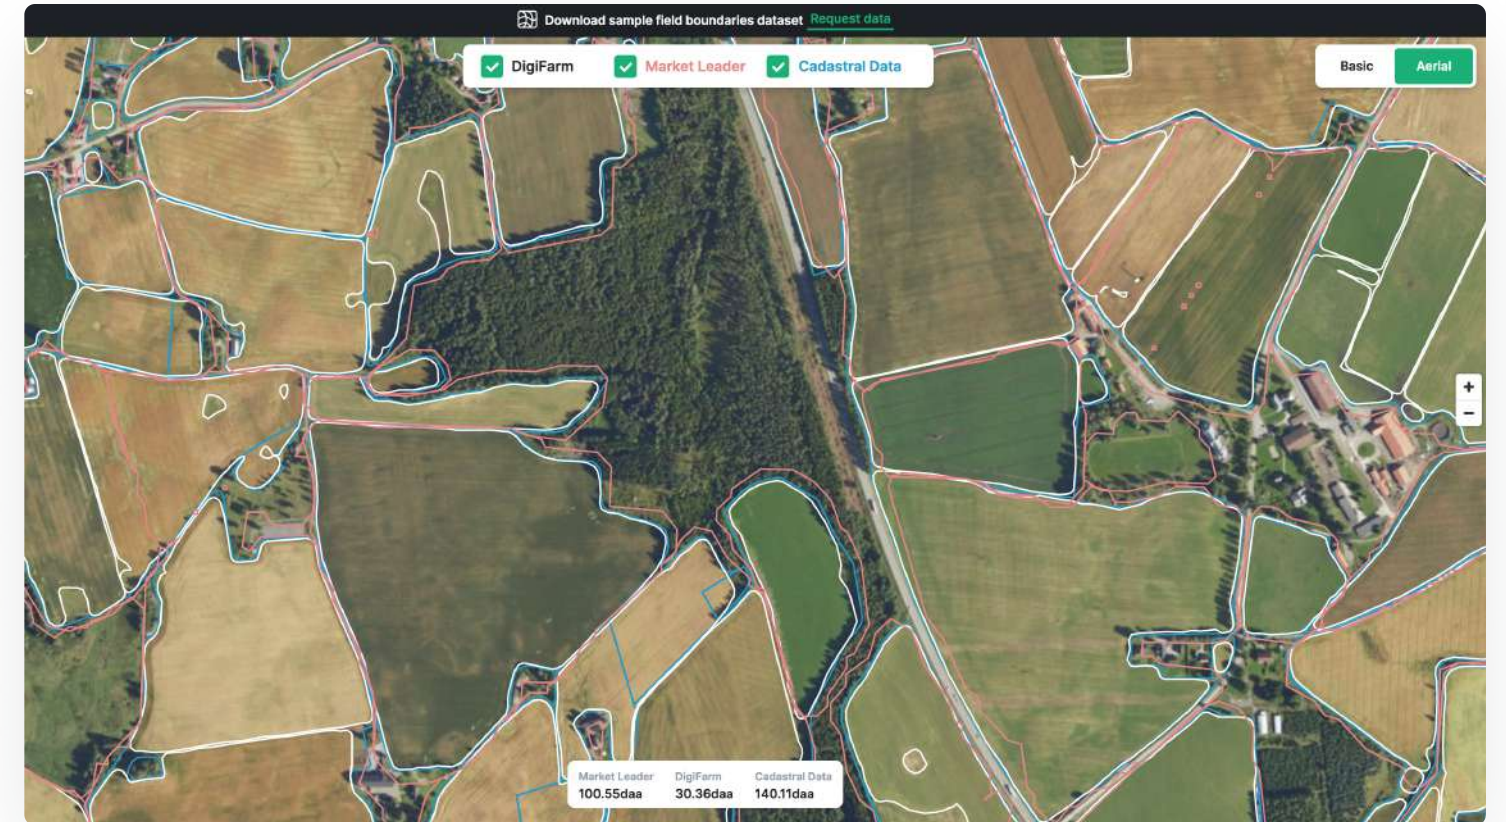 Download sample field boundaries dataset Request data
DigiFarm Market Leader Cadastral Data
Basic Aerial
+
−
Market Leader DigiFarm Cadastral Data
100.55daa 30.36daa 140.11daa